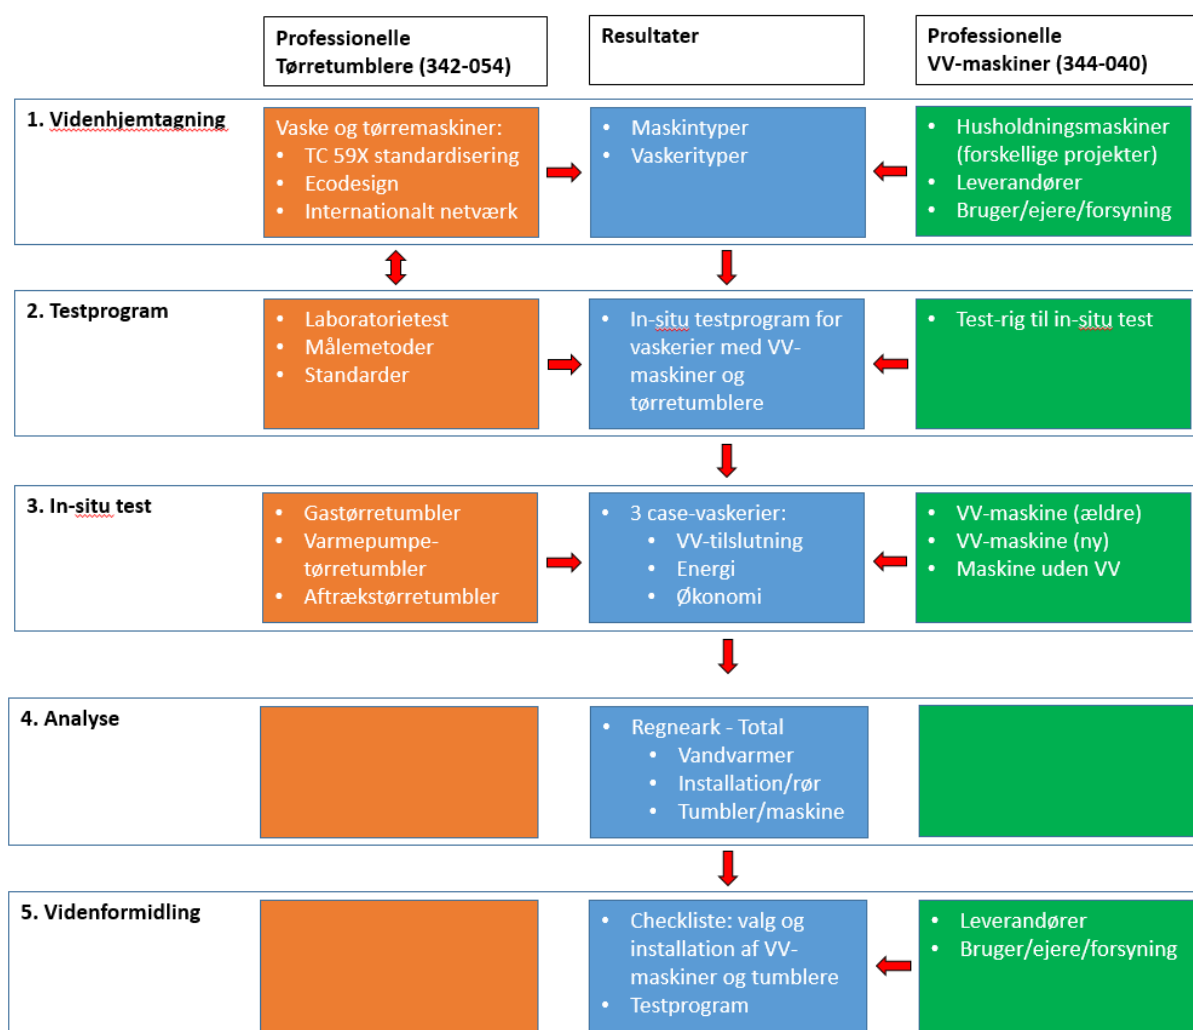 Professionelle
Tørretumblere (342-054)
Resultater
Professionelle
VV-maskiner (344-040)
1. Videnhjemtagning
Vaske og tørremaskiner:
• TC 59X standardisering
• Ecodesign
• Internationalt netværk
• Maskintyper
• Vaskerityper
• Husholdningsmaskiner
(forskellige projekter)
• Leverandører
• Bruger/ejere/forsyning
2. Testprogram
• Laboratorietest
• Målemetoder
• Standarder
• In-situ testprogram for
vaskerier med VV-
maskiner og
tørretumblere
• Test-rig til in-situ test
3. In-situ test
• Gastørretumbler
• Varmepumpe-
tørretumbler
• Aftrækstørretumbler
• 3 case-vaskerier:
• VV-tilslutning
• Energi
• Økonomi
• VV-maskine (ældre)
• VV-maskine (ny)
• Maskine uden VV
4. Analyse
• Regneark - Total
• Vandvarmer
• Installation/rør
• Tumbler/maskine
5. Videnformidling
• Checkliste: valg og
installation af VV-
maskiner og tumblere
• Testprogram
• Leverandører
• Bruger/ejere/forsyning